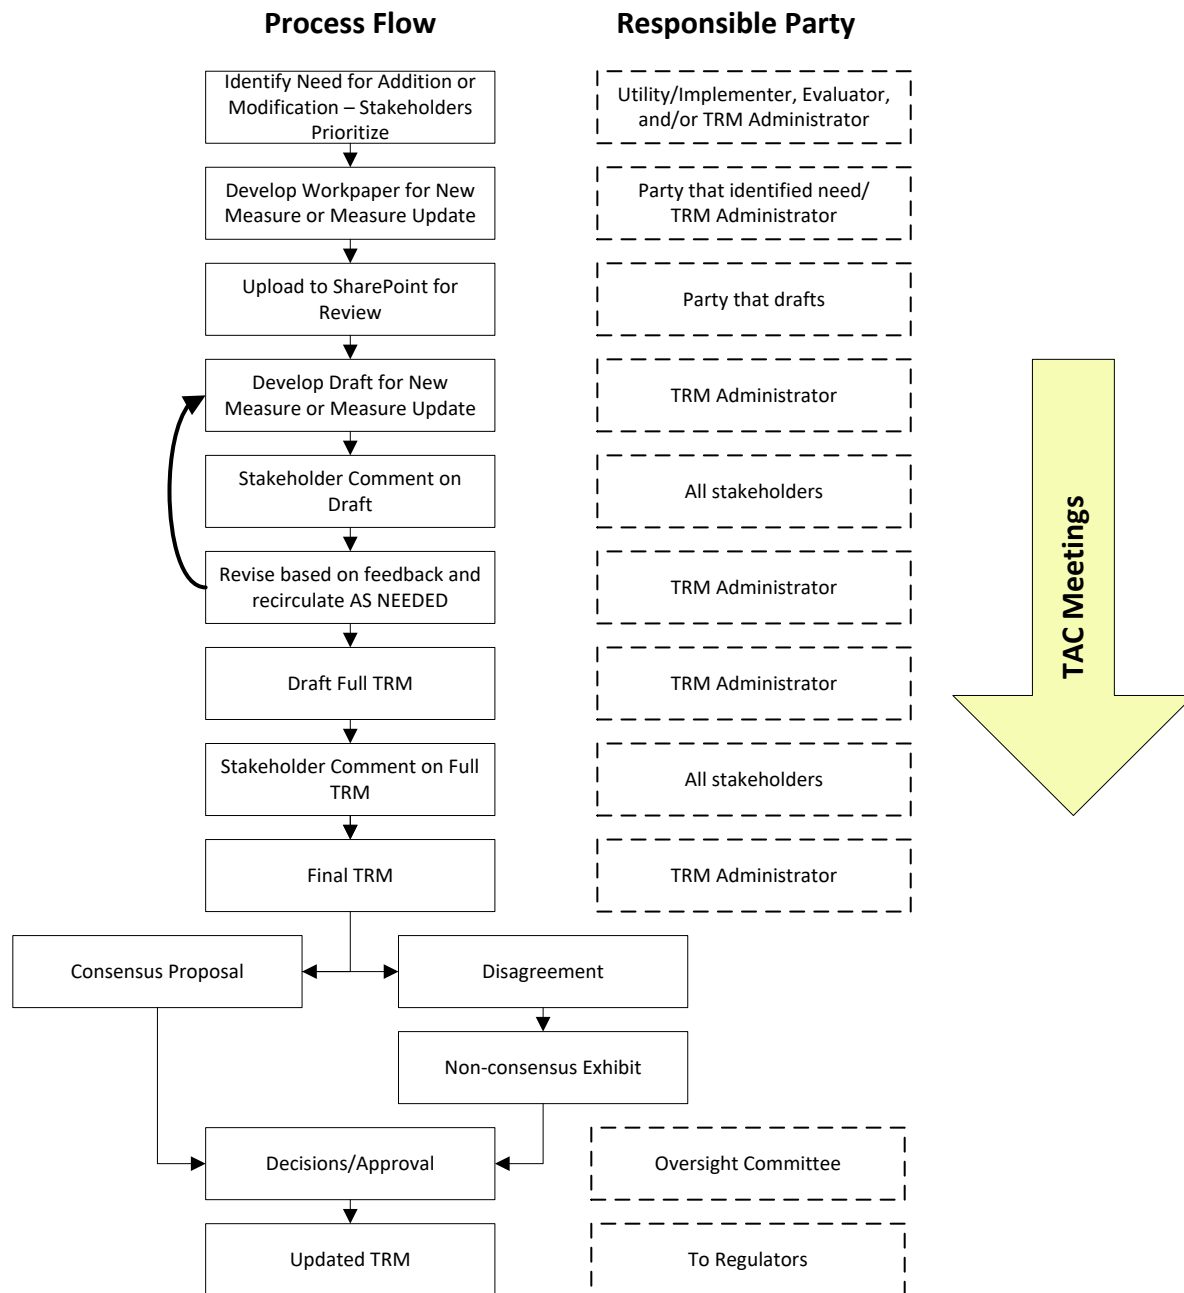 Process Flow
Responsible Party
Identify Need for Addition or
Modification – Stakeholders
Prioritize
Utility/Implementer, Evaluator,
and/or TRM Administrator
Develop Workpaper for New
Measure or Measure Update
Party that identified need/
TRM Administrator
Upload to SharePoint for
Review
Party that drafts
Develop Draft for New
Measure or Measure Update
TRM Administrator
Stakeholder Comment on
Draft
All stakeholders
Revise based on feedback and
recirculate AS NEEDED
TRM Administrator
Draft Full TRM
TRM Administrator
Stakeholder Comment on Full
TRM
All stakeholders
Final TRM
TRM Administrator
TAC Meetings
Consensus Proposal
Disagreement
Non-consensus Exhibit
Decisions/Approval
Oversight Committee
Updated TRM
To Regulators